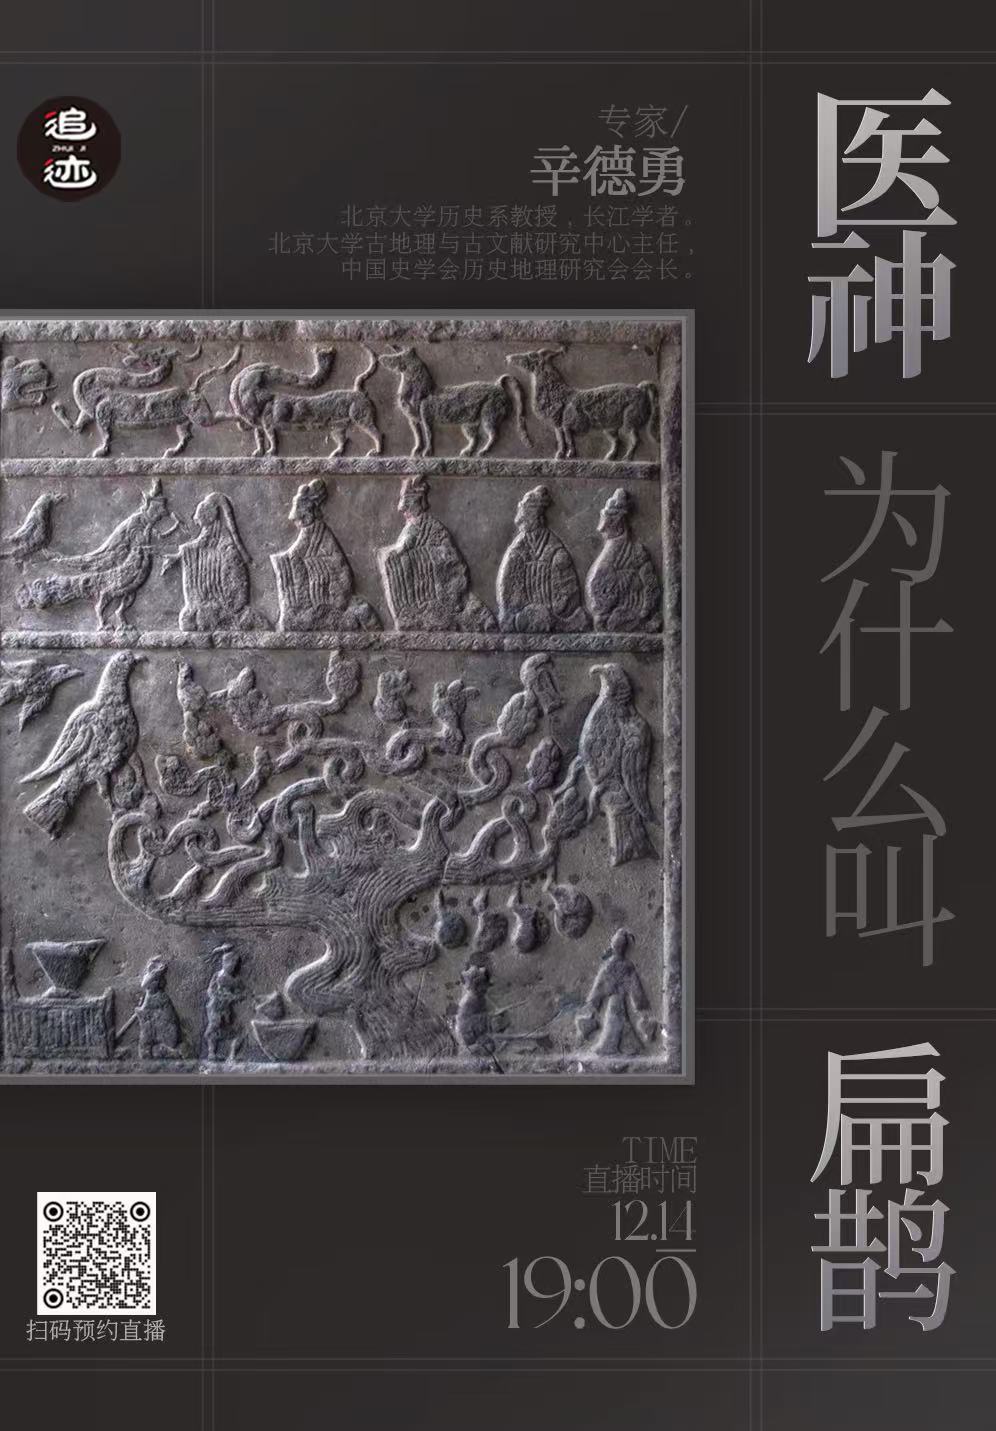 追
ZHUI JI
迹
专家/
辛德勇
北京大学历史系教授，长江学者。
北京大学古地理与古文献研究中心主任，
中国史学会历史地理研究会会长。
医神
为什么叫
扁鹊
TIME
直播时间
12.14
19:00
扫码预约直播